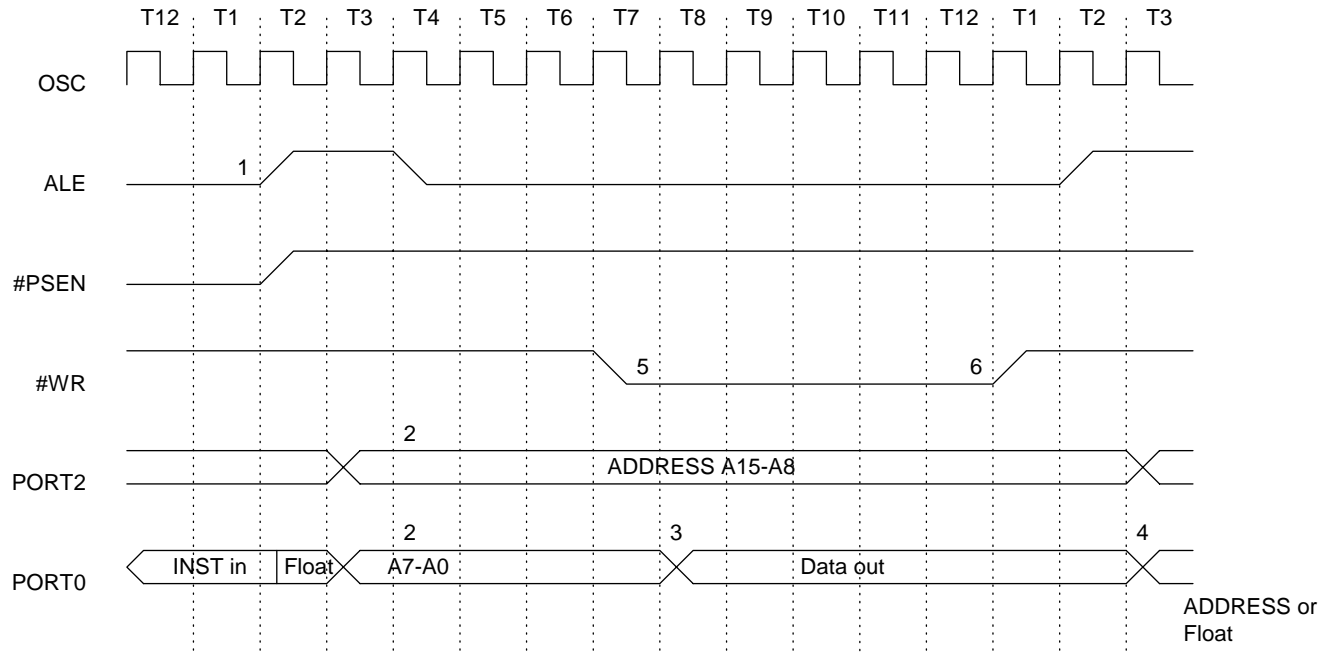 T12 T1 T2 T3 T4 T5 T6 T7 T8 T9 T10 T11 T12 T1 T2 T3
OSC
1
ALE
#PSEN
5 6
#WR
2
ADDRESS A15-A8
PORT2
2 3 4
INST in Float A7-A0 Data out
PORT0
ADDRESS or
Float